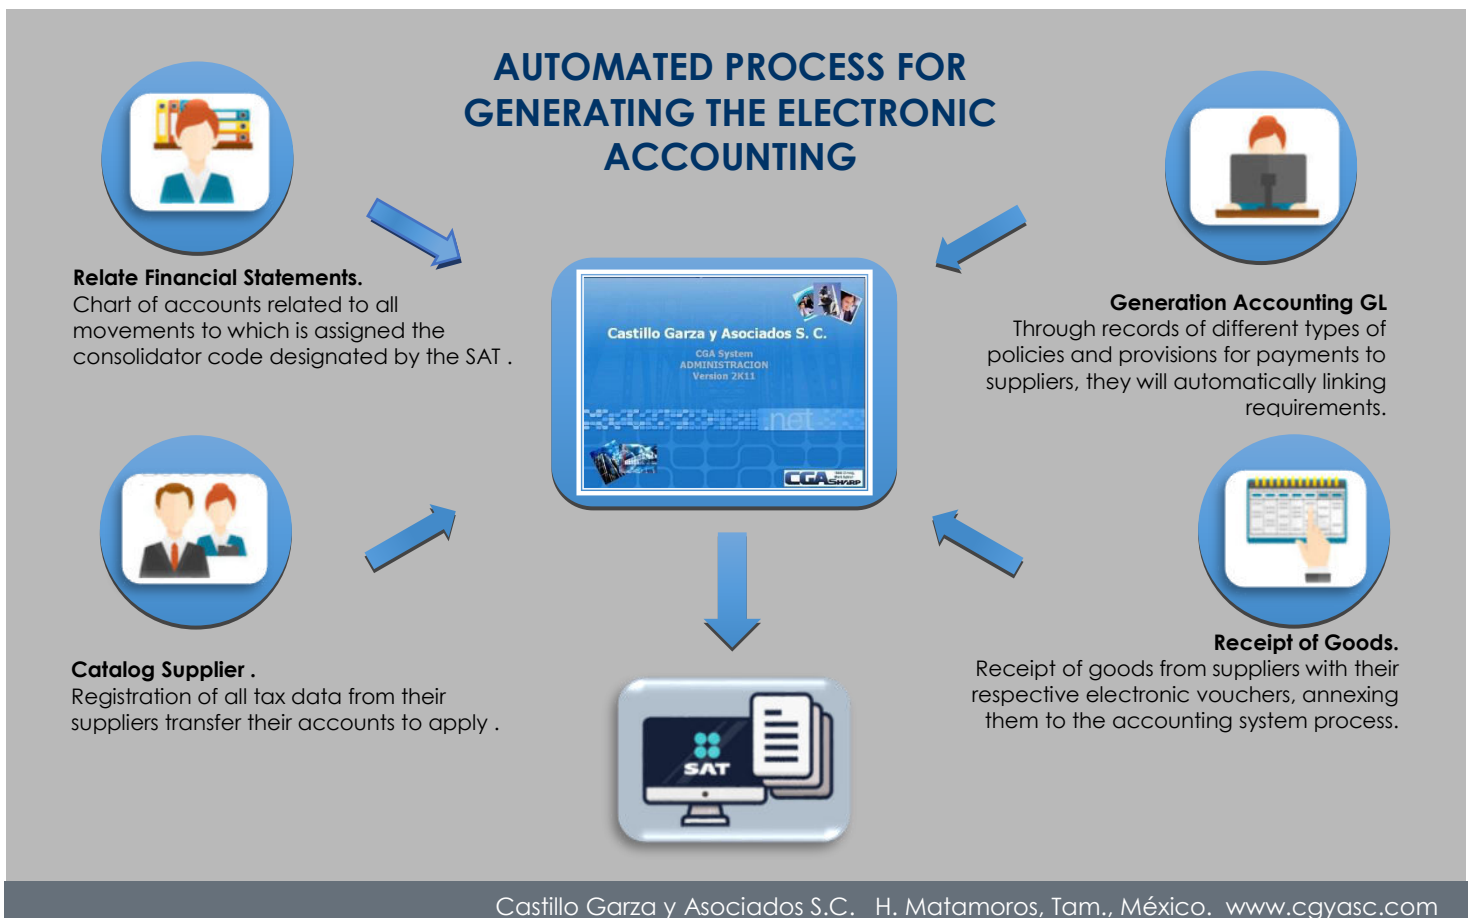 AUTOMATED PROCESS FOR
GENERATING THE ELECTRONIC
ACCOUNTING
Relate Financial Statements.
Chart of accounts related to all
movements to which is assigned the
consolidator code designated by the SAT .
Generation Accounting GL
Through records of different types of
policies and provisions for payments to
suppliers, they will automatically linking
requirements.
Castillo Garza y Asociados S. C.
CGA System
ADMINISTRACION
Version 2K11
.net
CGA SHARP
Catalog Supplier .
Registration of all tax data from their
suppliers transfer their accounts to apply .
Receipt of Goods.
Receipt of goods from suppliers with their
respective electronic vouchers, annexing
them to the accounting system process.
SAT
Castillo Garza y Asociados S.C. H. Matamoros, Tam., México. www.cgyasc.com